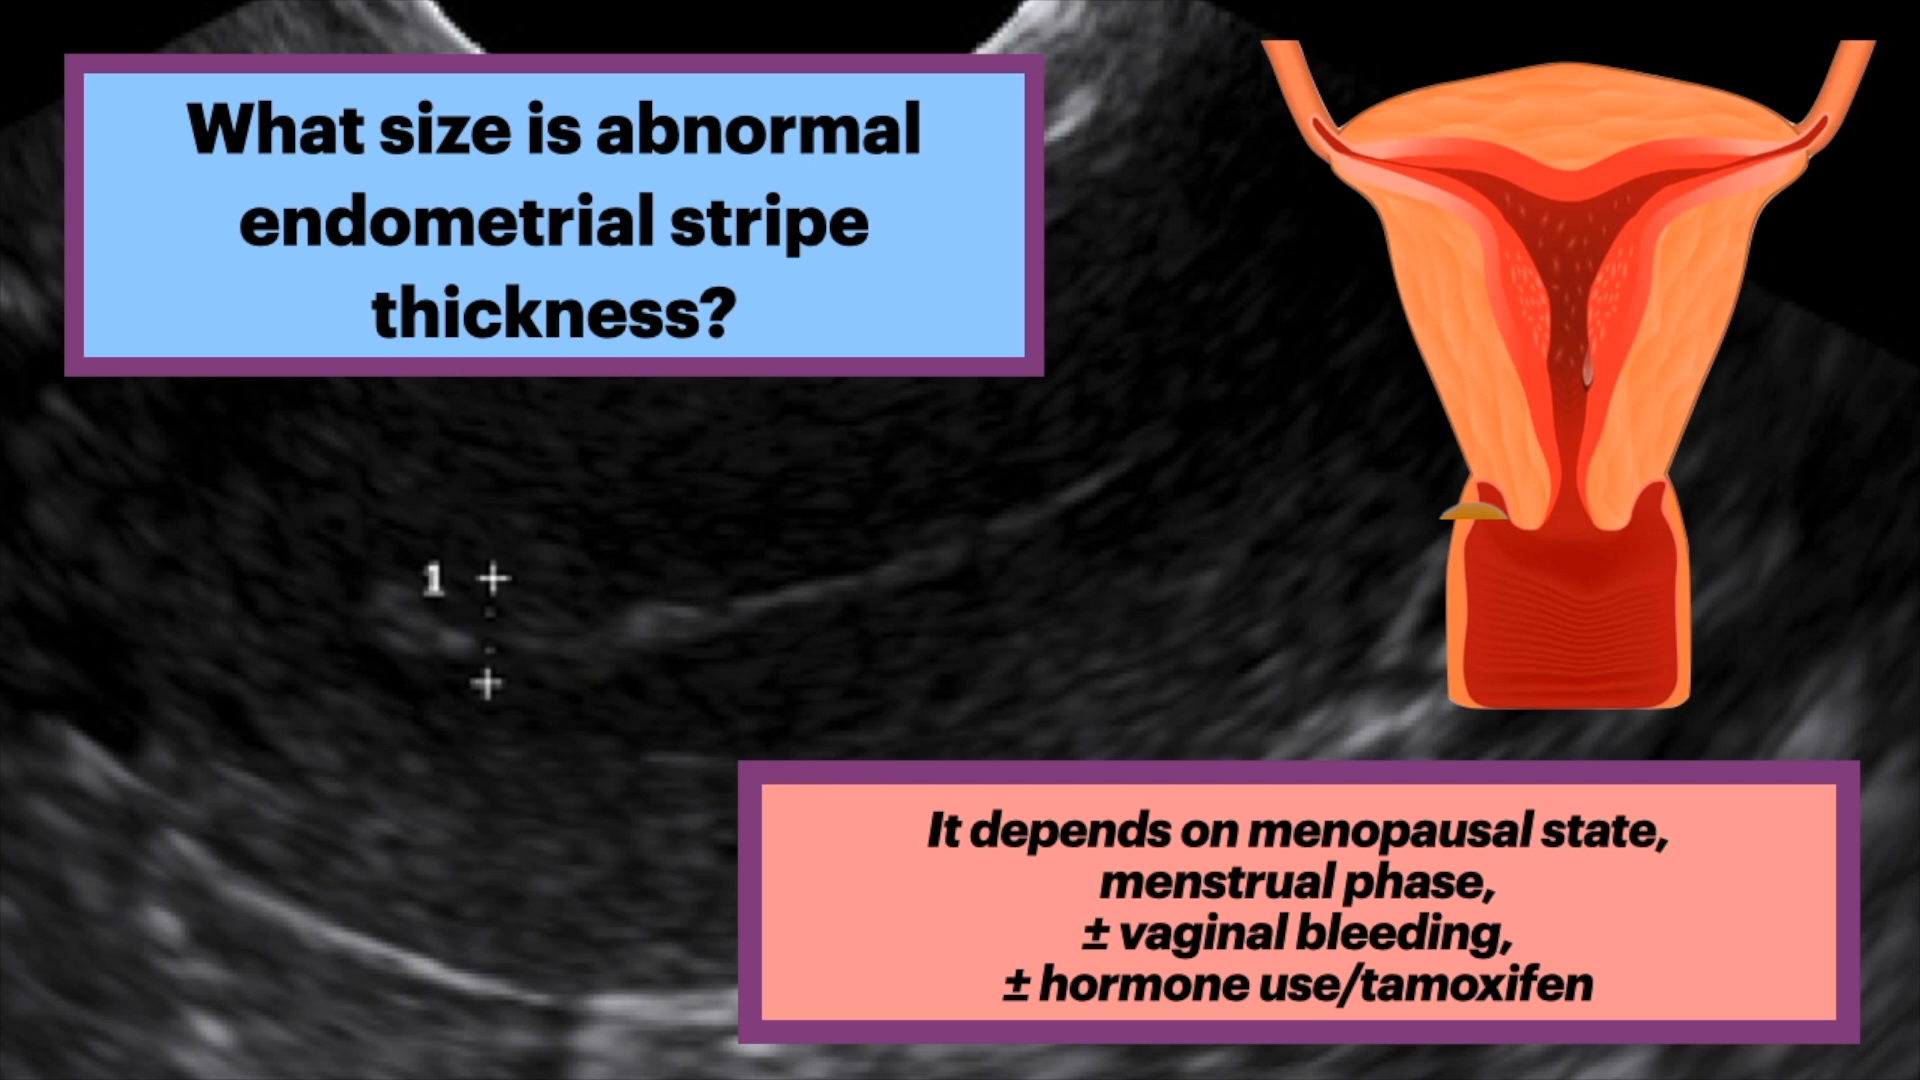 What size is abnormal
endometrial stripe
thickness?
1
It depends on menopausal state,
menstrual phase,
± vaginal bleeding,
± hormone use/tamoxifen